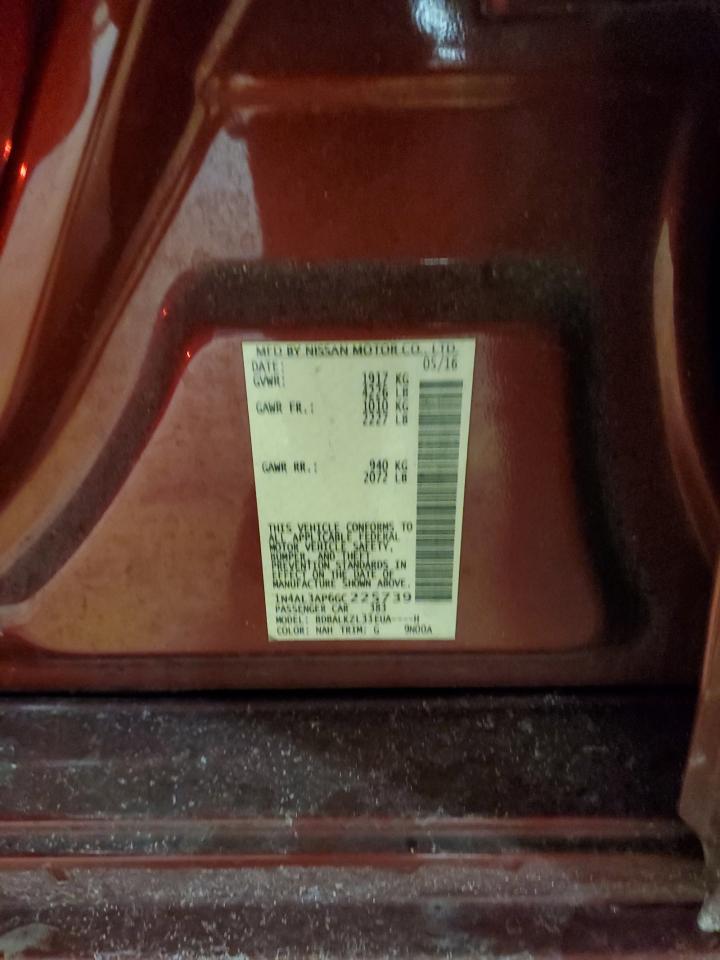 MFD BY NISSAN MOTOR CO., LTD.
DATE: 05/16
GVWR: 1917 KG
4226 LB
GAWR FR.: 1010 KG
2227 LB
GAWR RR.: 940 KG
2072 LB
THIS VEHICLE CONFORMS TO
ALL APPLICABLE FEDERAL
MOTOR VEHICLE SAFETY,
BUMPER, AND THEFT
PREVENTION STANDARDS IN
EFFECT ON THE DATE OF
MANUFACTURE SHOWN ABOVE.
1N4AL3AP6GC225739
PASSENGER CAR 383
MODEL: BDBALKZL33EUA----H
COLOR: NAH TRIM: G 9N00A